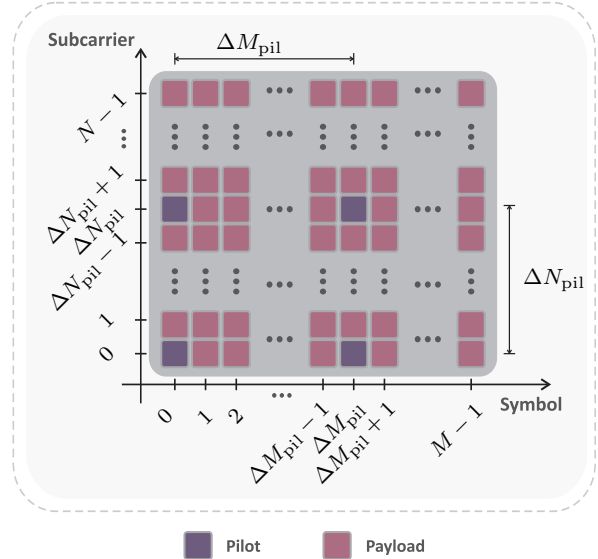 Subcarrier
ΔM_pil
N − 1
...
ΔN_pil + 1
ΔN_pil
ΔN_pil − 1
1
0
ΔN_pil
0
1
2
...
ΔM_pil − 1
ΔM_pil
ΔM_pil + 1
M − 1
Symbol
Pilot
Payload